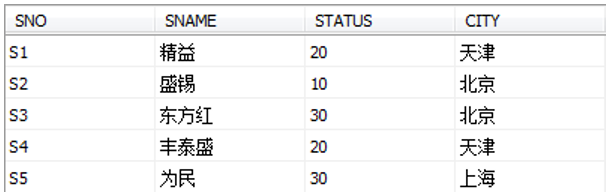 SNO SNAME STATUS CITY
S1 精益 20 天津
S2 盛锡 10 北京
S3 东方红 30 北京
S4 丰泰盛 20 天津
S5 为民 30 上海